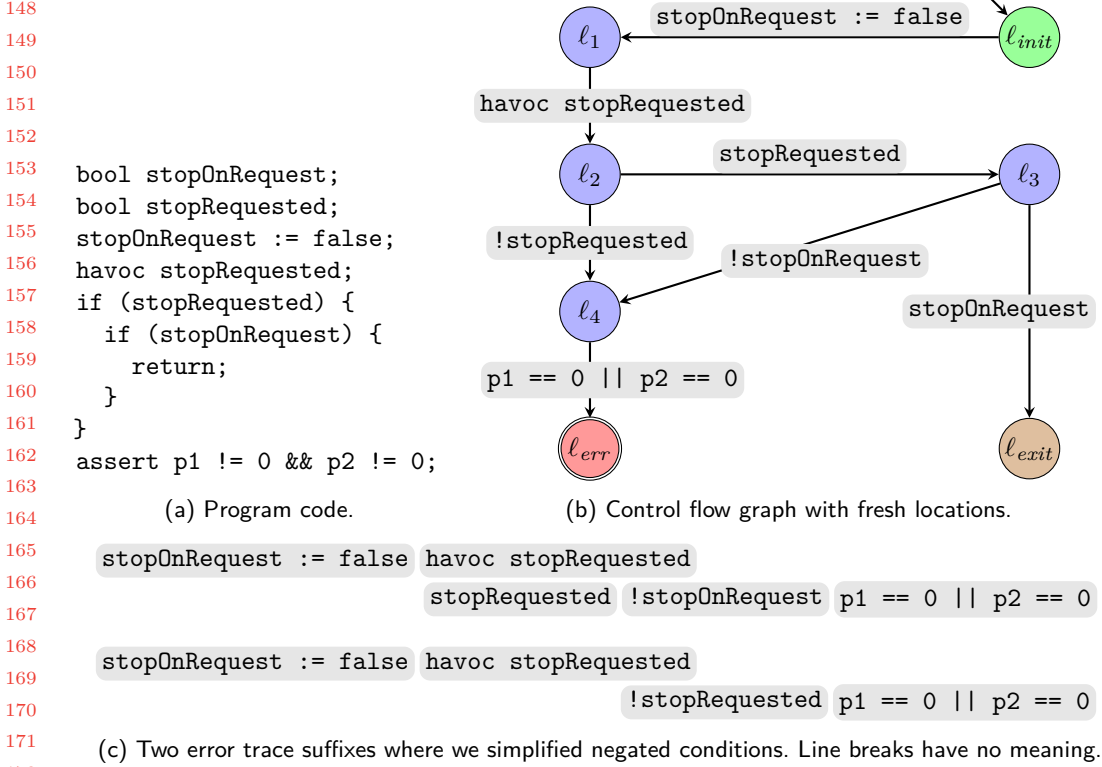 148
149
150
151
152
153
154
155
156
157
158
159
160
161
162
163
164
165
166
167
168
169
170
171
bool stopOnRequest;
bool stopRequested;
stopOnRequest := false;
havoc stopRequested;
if (stopRequested) {
if (stopOnRequest) {
return;
}
}
assert p1 != 0 && p2 != 0;
(a) Program code.
stopOnRequest := false
ℓ1
ℓinit
havoc stopRequested
stopRequested
ℓ2
ℓ3
!stopRequested
!stopOnRequest
ℓ4
stopOnRequest
p1 == 0 || p2 == 0
ℓerr
ℓexit
(b) Control flow graph with fresh locations.
stopOnRequest := false havoc stopRequested
stopRequested !stopOnRequest p1 == 0 || p2 == 0
stopOnRequest := false havoc stopRequested
!stopRequested p1 == 0 || p2 == 0
(c) Two error trace suffixes where we simplified negated conditions. Line breaks have no meaning.